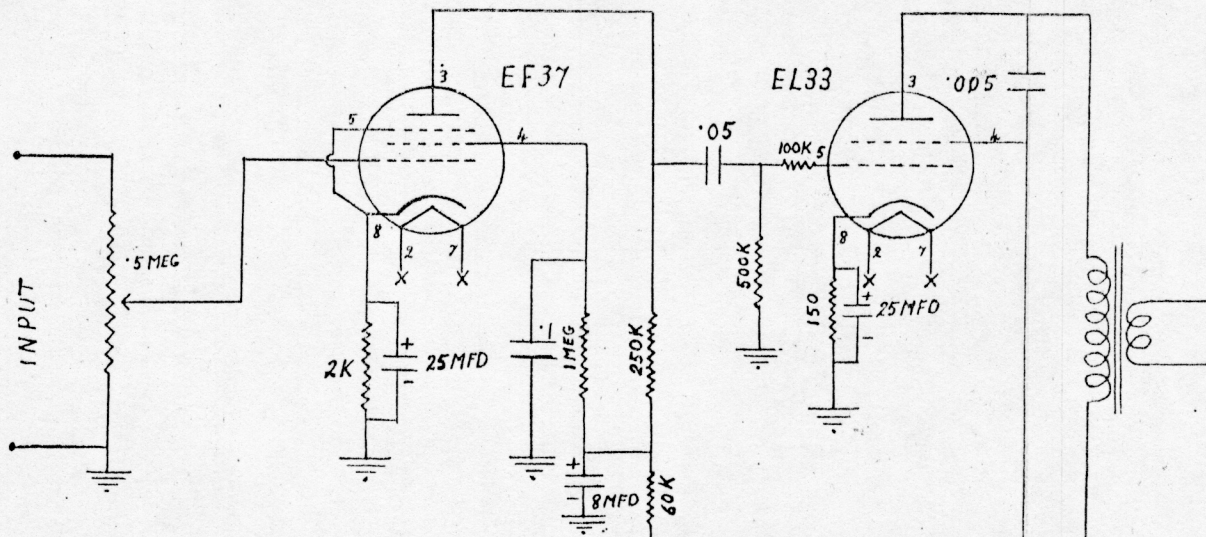 INPUT
.5 MEG
EF37
3
5
4
8
2
7
X
X
2K
+
-
25MFD
.1
1MEG
250K
+
-
8MFD
60K
.05
500K
100K
EL33
3
5
4
8
2
7
X
X
150
+
-
25MFD
.005